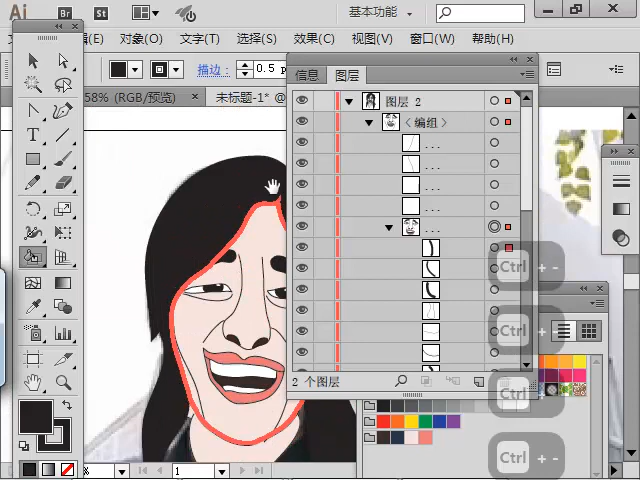 Ai Br St 基本功能
(E) 对象(O) 文字(T) 选择(S) 效果(C) 视图(V) 窗口(W) 帮助(H)
描边: 0.5 p
58% (RGB/预览) × 未标题-1* @
信息 图层
图层 2
<编组>
...
...
...
...
...
2 个图层
Ctrl + -
Ctrl + -
Ctrl + -
Ctrl + -
% 1